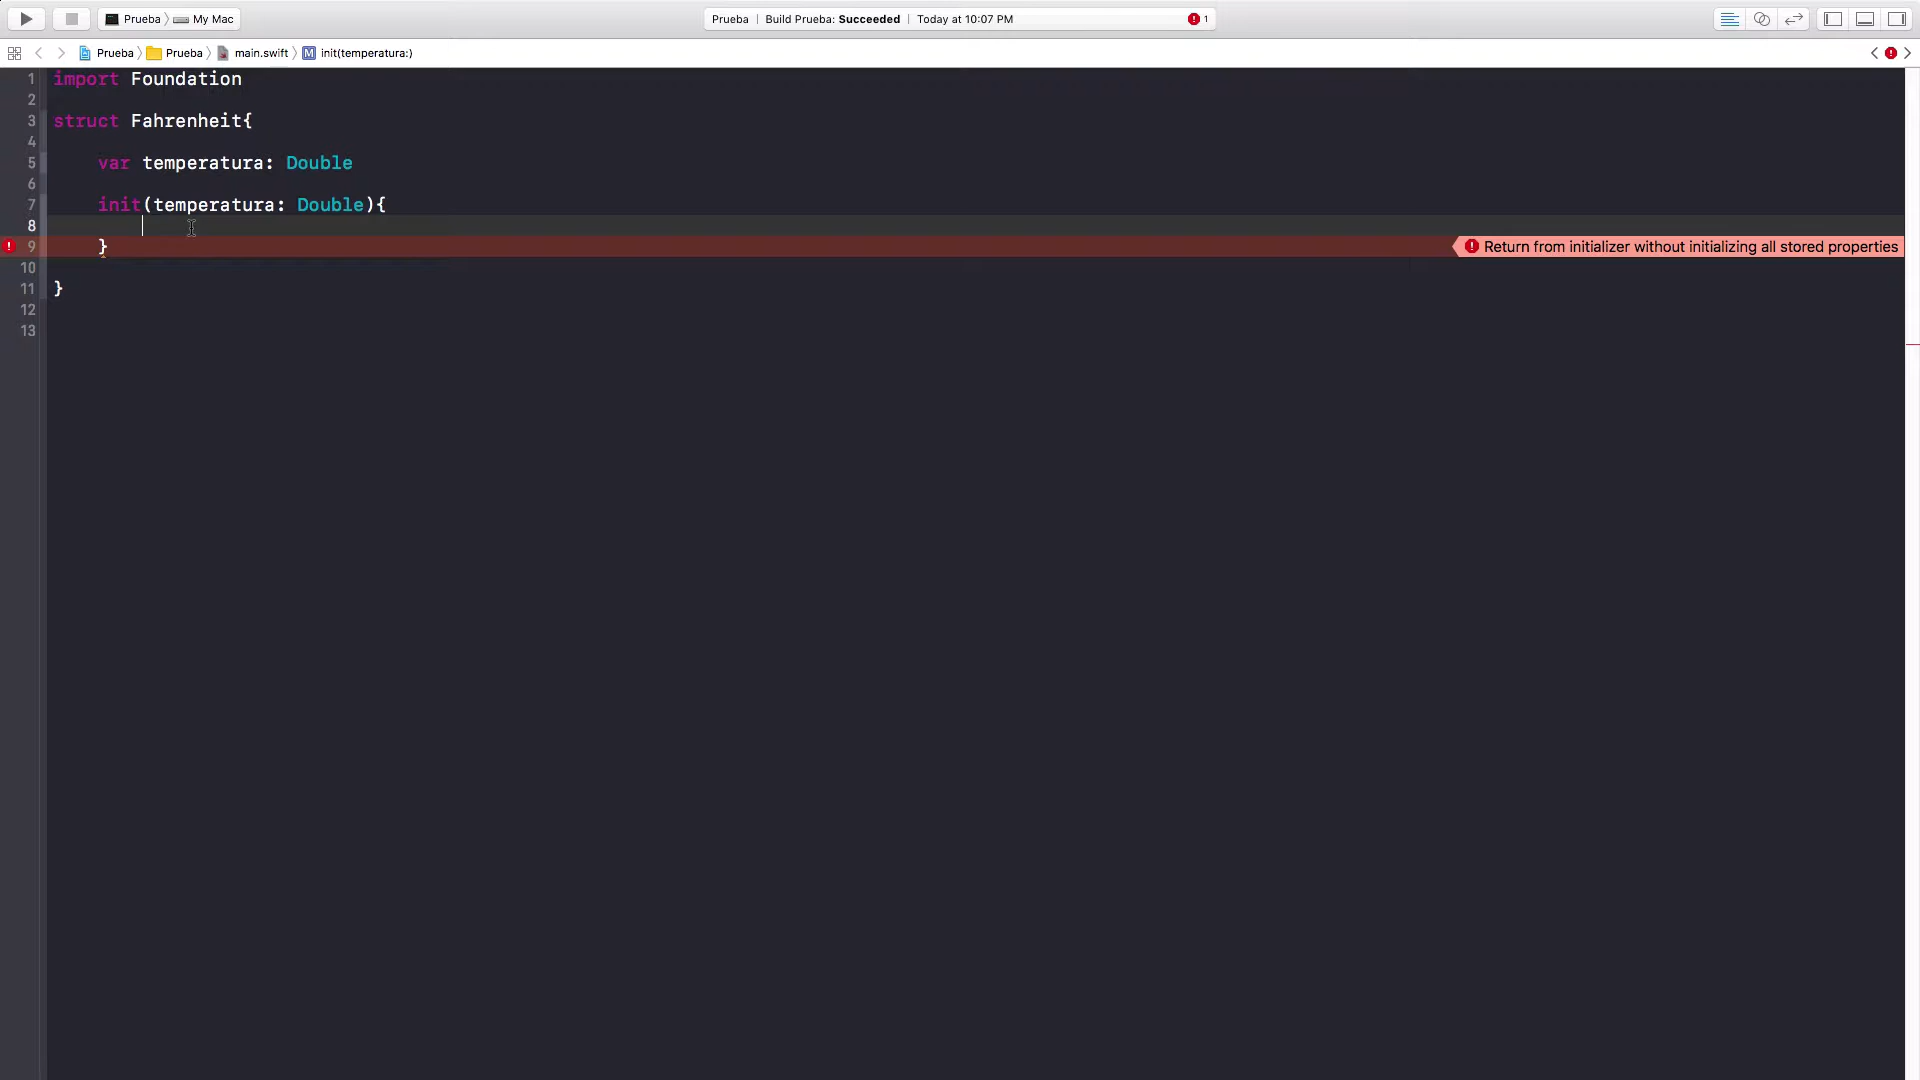 Prueba My Mac
Prueba | Build Prueba: Succeeded | Today at 10:07 PM 1
Prueba Prueba main.swift M init(temperatura:)
1 import Foundation
2
3 struct Fahrenheit{
4
5 var temperatura: Double
6
7 init(temperatura: Double){
8
9 } Return from initializer without initializing all stored properties
10
11 }
12
13